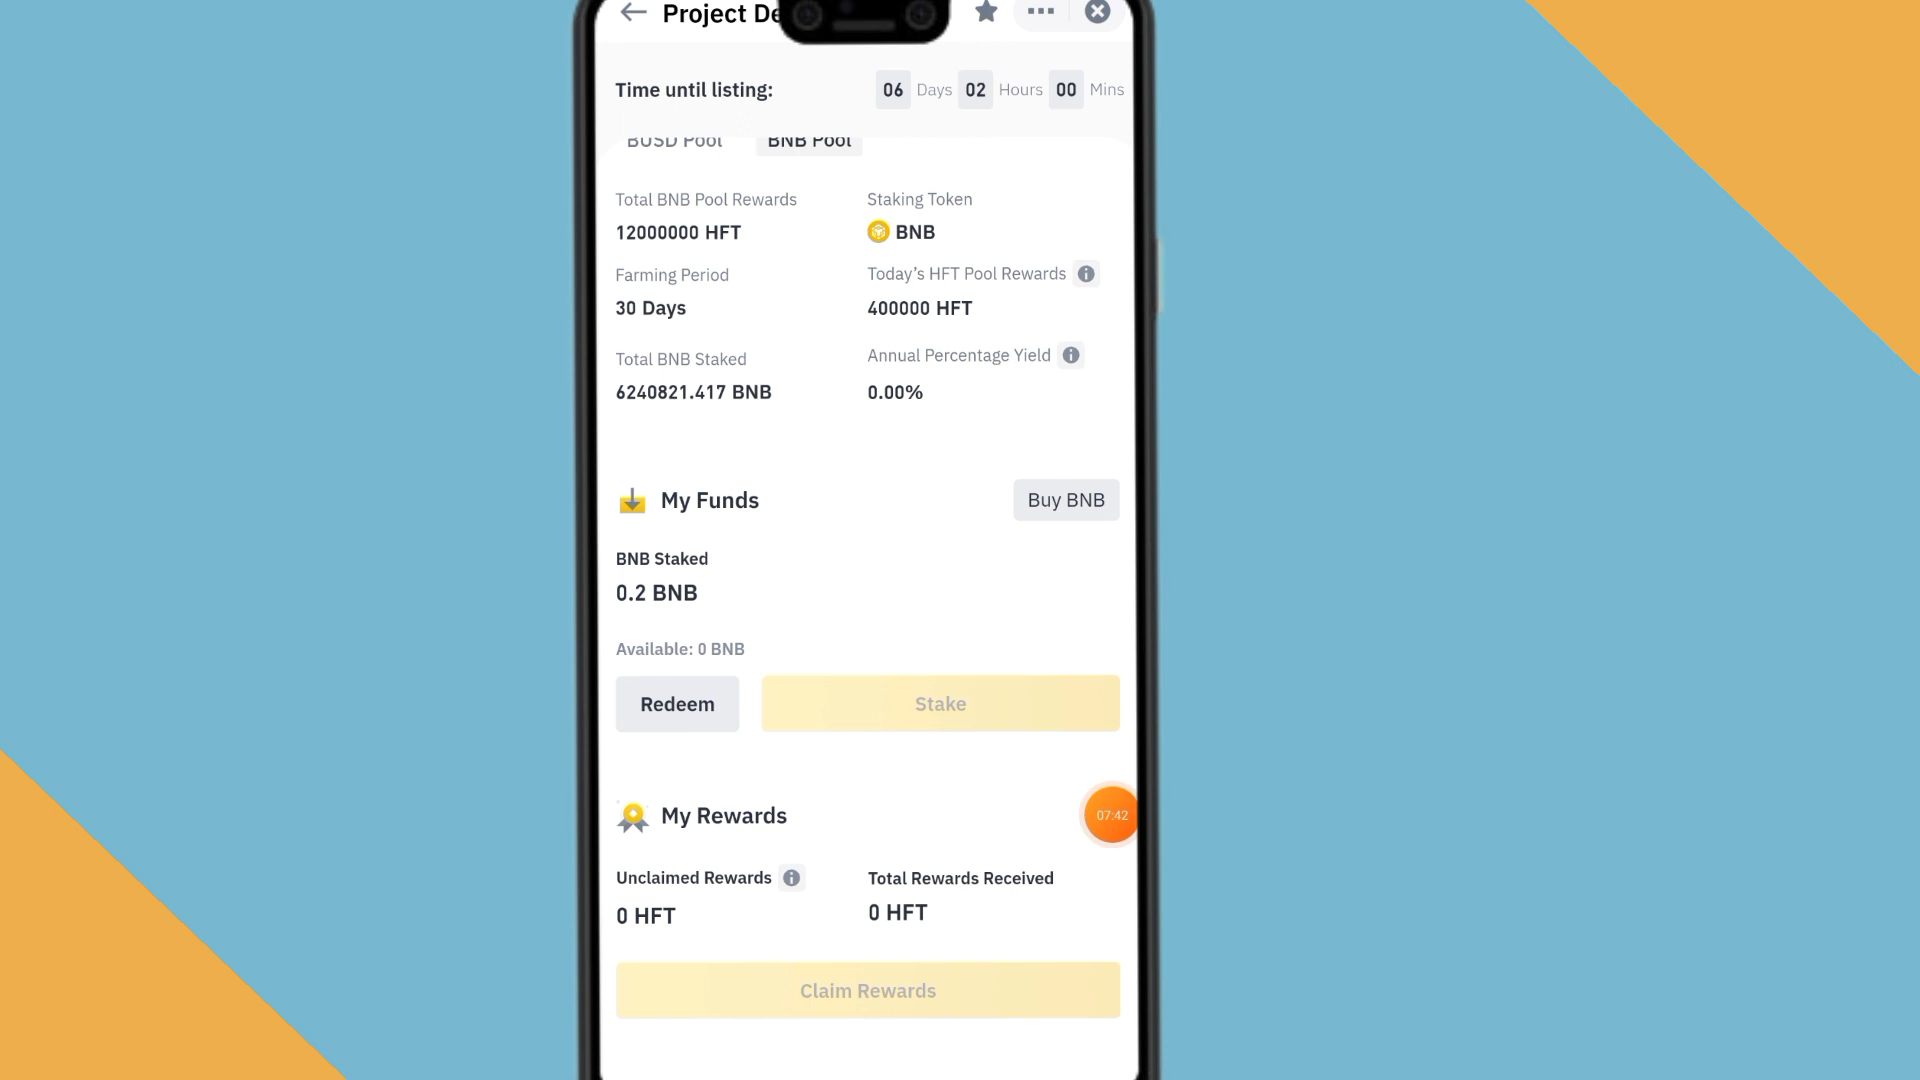 Project De
Time until listing: 06 Days 02 Hours 00 Mins
BUSD Pool BNB Pool
Total BNB Pool Rewards Staking Token
12000000 HFT BNB
Farming Period Today’s HFT Pool Rewards
30 Days 400000 HFT
Total BNB Staked Annual Percentage Yield
6240821.417 BNB 0.00%
My Funds Buy BNB
BNB Staked
0.2 BNB
Available: 0 BNB
Redeem Stake
My Rewards 07:42
Unclaimed Rewards Total Rewards Received
0 HFT 0 HFT
Claim Rewards